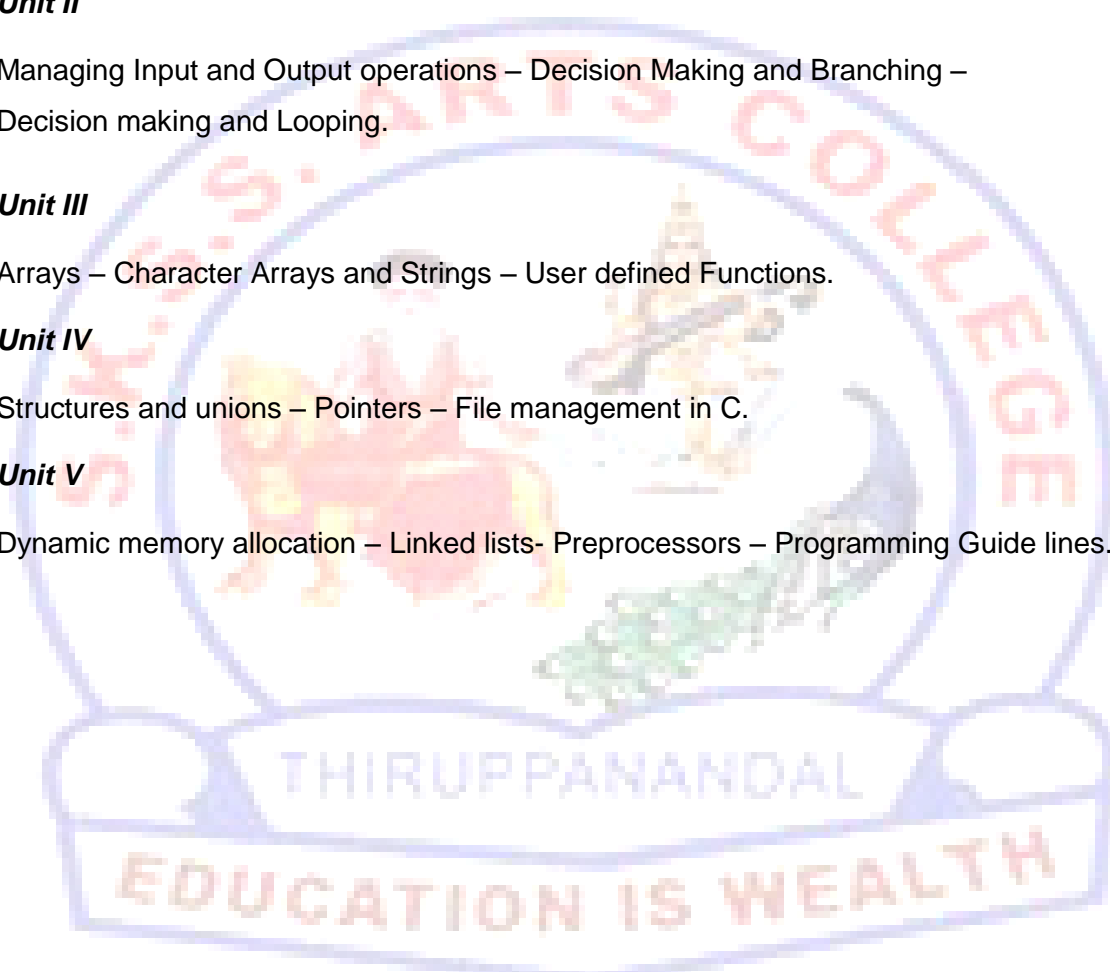 Unit II
Managing Input and Output operations – Decision Making and Branching –
Decision making and Looping.
Unit III
Arrays – Character Arrays and Strings – User defined Functions.
Unit IV
Structures and unions – Pointers – File management in C.
Unit V
Dynamic memory allocation – Linked lists- Preprocessors – Programming Guide lines.
S.K.S.S. ARTS COLLEGE
THIRUPPANANDAL
EDUCATION IS WEALTH